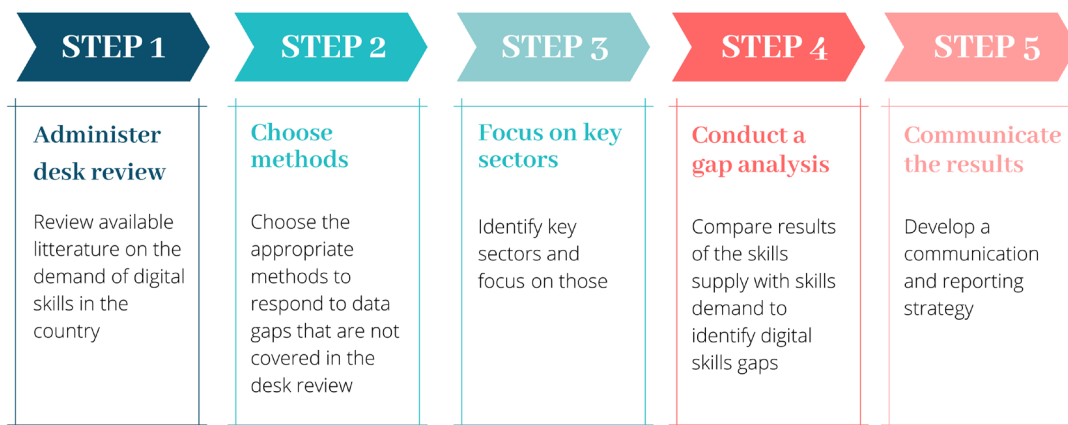 STEP 1
Administer
desk review
Review available
litterature on the
demand of digital
skills in the
country
STEP 2
Choose
methods
Choose the
appropriate
methods to
respond to data
gaps that are not
covered in the
desk review
STEP 3
Focus on key
sectors
Identify key
sectors and
focus on those
STEP 4
Conduct a
gap analysis
Compare results
of the skills
supply with skills
demand to
identify digital
skills gaps
STEP 5
Communicate
the results
Develop a
communication
and reporting
strategy